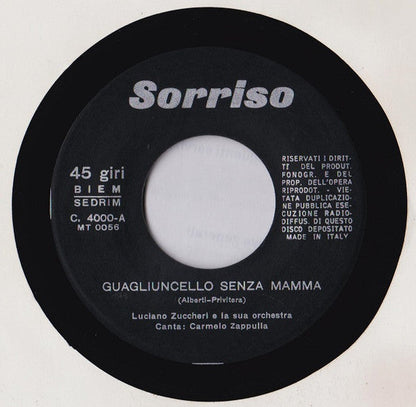 Sorriso
45 giri
BIEM
SEDRIM
C. 4000-A
MT 0056
RISERVATI I DIRIT-
TI DEL PRODUT.
FONOGR. E DEL
PROP. DELL'OPERA
RIPRODOT. - VIE-
TATA DUPLICAZIO-
NE PUBBLICA ESE-
CUZIONE RADIO-
DIFFUS. DI QUESTO
DISCO DEPOSITATO
MADE IN ITALY
GUAGLIUNCELLO SENZA MAMMA
(Alberti-Privitera)
Luciano Zuccheri e la sua orchestra
Canta: Carmelo Zappulla